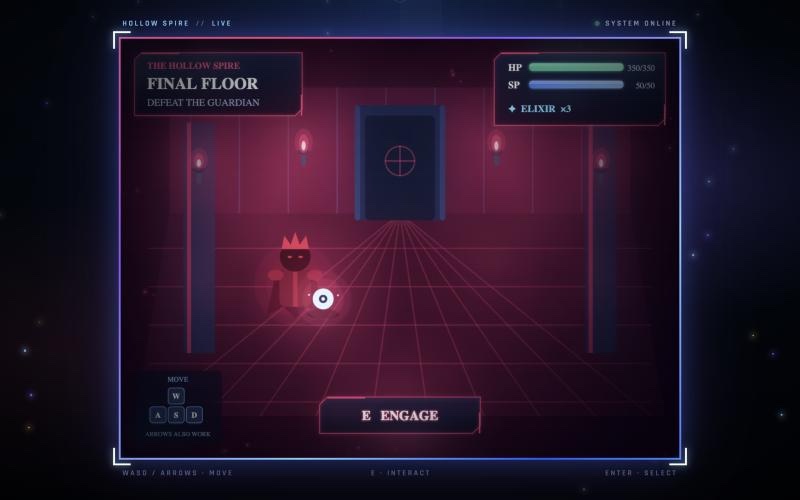 HOLLOW SPIRE // LIVE
SYSTEM ONLINE
THE HOLLOW SPIRE
FINAL FLOOR
DEFEAT THE GUARDIAN
HP 350/350
SP 50/50
✦ ELIXIR ×3
MOVE
W
A S D
ARROWS ALSO WORK
E ENGAGE
WASD / ARROWS · MOVE
E · INTERACT
ENTER · SELECT